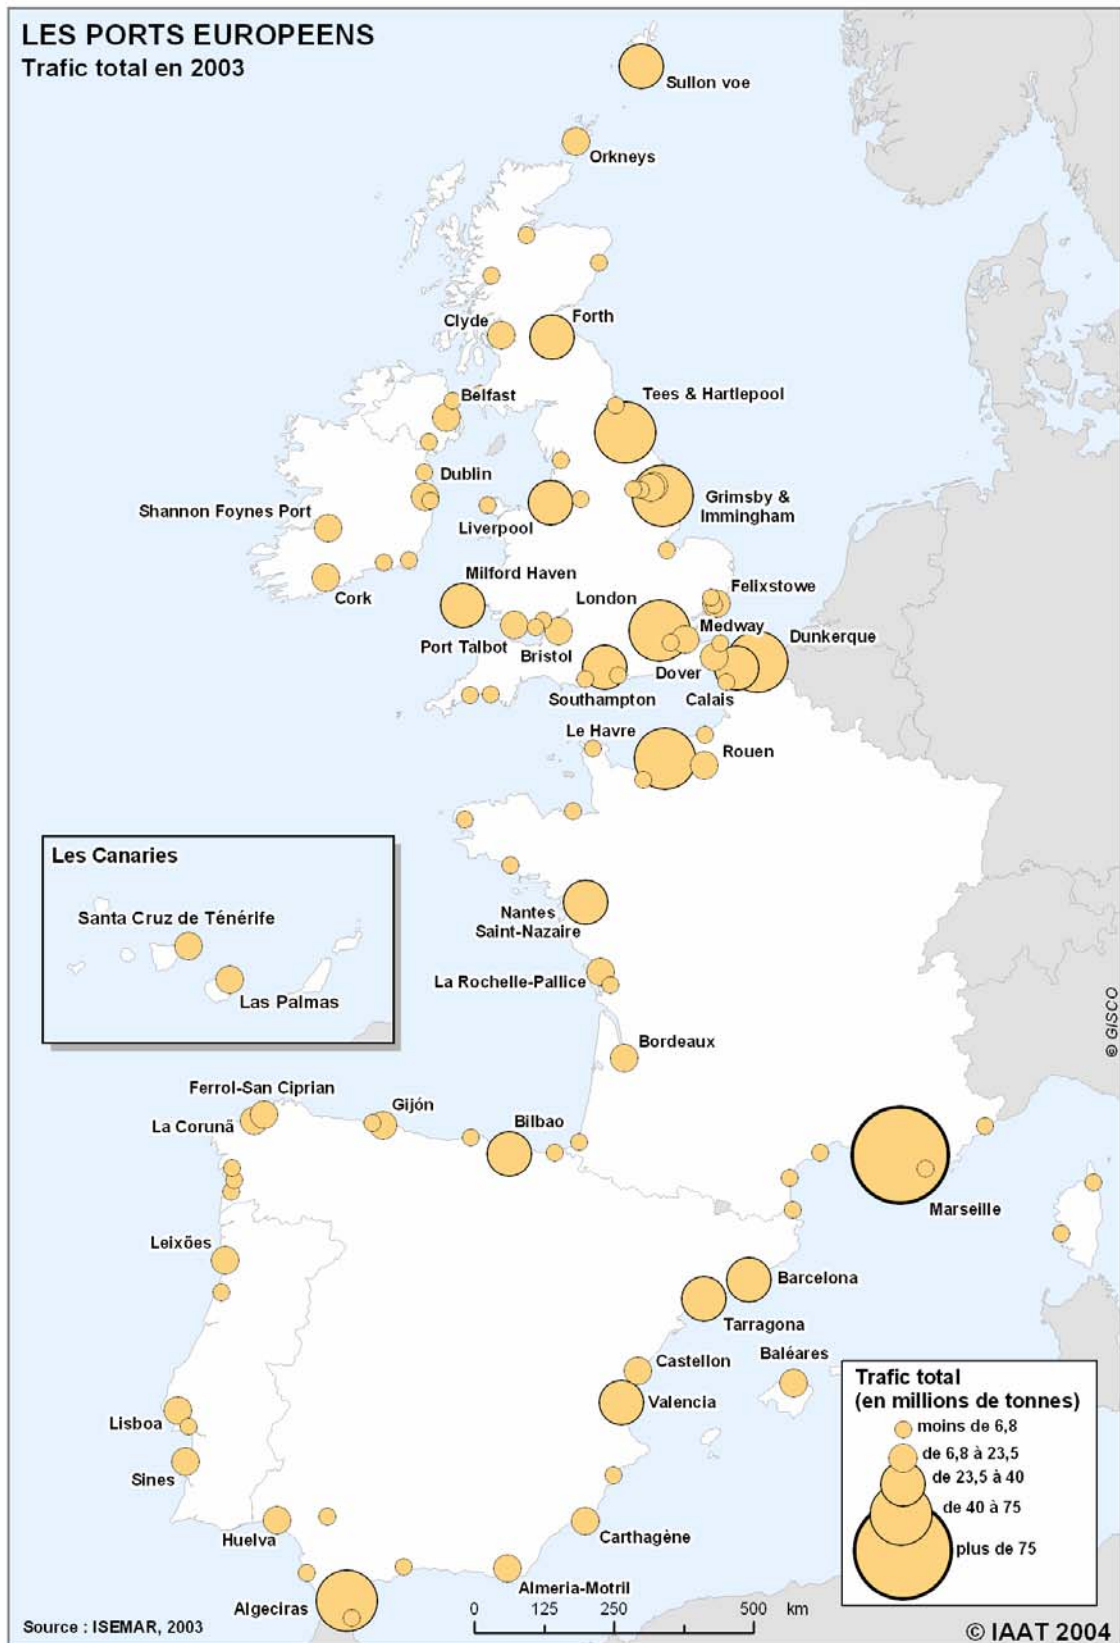 LES PORTS EUROPEENS
Trafic total en 2003
Sullon voe
Orkneys
Clyde
Forth
Belfast
Tees & Hartlepool
Dublin
Shannon Foynes Port
Liverpool
Grimsby &
Immingham
Milford Haven
Cork
London
Felixstowe
Medway
Port Talbot
Bristol
Dunkerque
Dover
Southampton
Calais
Le Havre
Rouen
Les Canaries
Santa Cruz de Ténérife
Las Palmas
Nantes
Saint-Nazaire
La Rochelle-Pallice
Bordeaux
© GISCO
Ferrol-San Ciprian
La Corunã
Gijón
Bilbao
Marseille
Leixões
Barcelona
Tarragona
Castellon
Baléares
Valencia
Lisboa
Sines
Huelva
Carthagène
Almeria-Motril
Algeciras
Trafic total
(en millions de tonnes)
moins de 6,8
de 6,8 à 23,5
de 23,5 à 40
de 40 à 75
plus de 75
0 125 250 500 km
Source : ISEMAR, 2003
© IAAT 2004